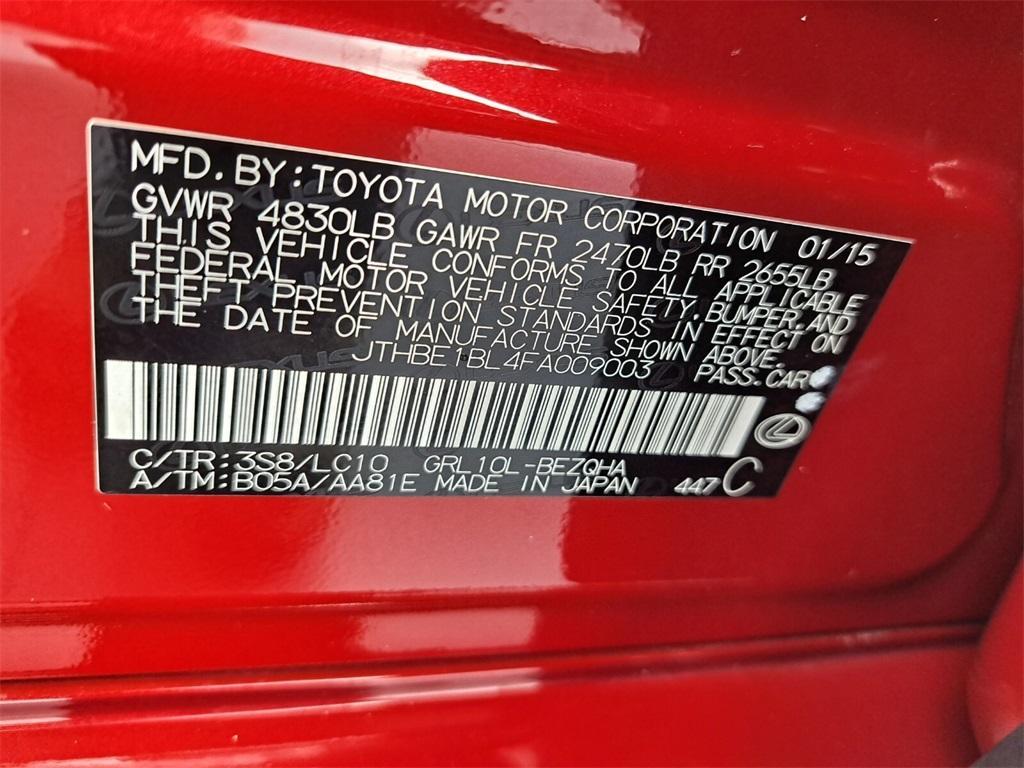 MFD. BY: TOYOTA MOTOR CORPORATION 01/15
GVWR 4830LB GAWR FR 2470LB RR 2655LB
THIS VEHICLE CONFORMS TO ALL APPLICABLE
FEDERAL MOTOR VEHICLE SAFETY, BUMPER, AND
THEFT PREVENTION STANDARDS IN EFFECT ON
THE DATE OF MANUFACTURE SHOWN ABOVE.
JTHBE1BL4FA009003 PASS. CAR
C/TR: 3S8/LC10 GRL10L-BEZQHA
A/TM: B05A/AA81E MADE IN JAPAN 447 C